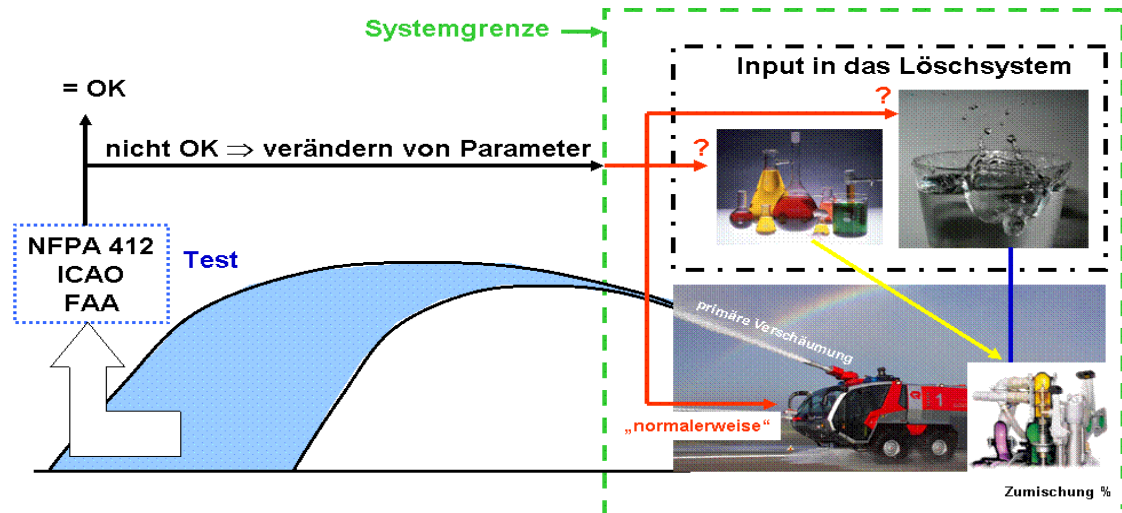 Systemgrenze
Input in das Löschsystem
= OK
?
nicht OK ⇒ verändern von Parameter
?
NFPA 412
ICAO
FAA
Test
primäre Verschäumung
1
„normalerweise“
Zumischung %